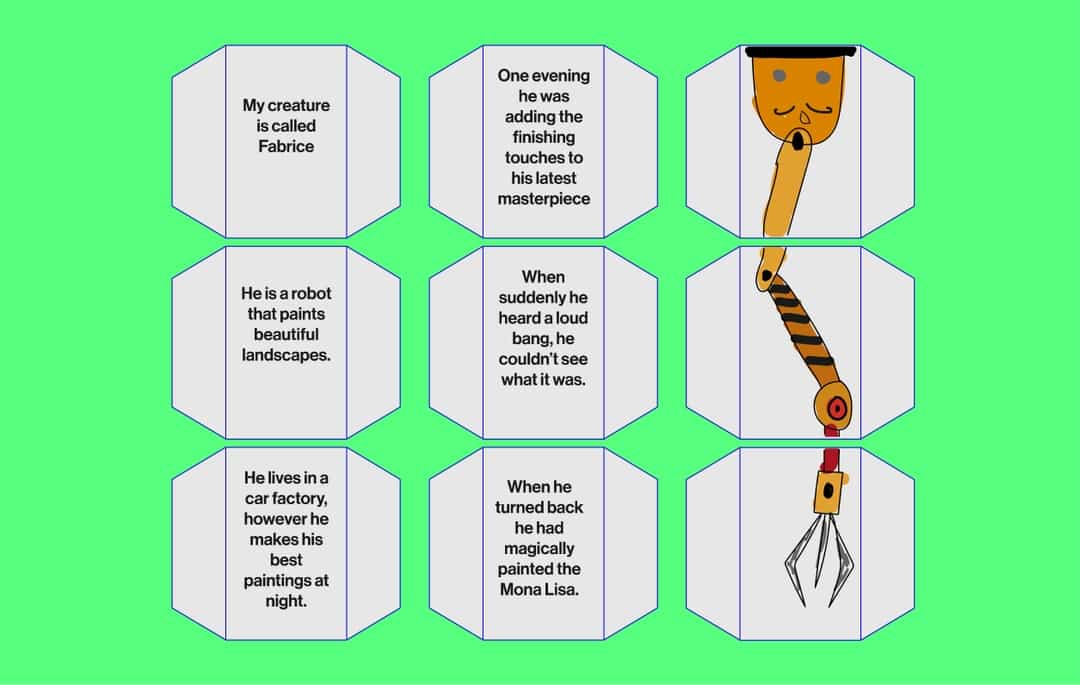 My creature
is called
Fabrice
He is a robot
that paints
beautiful
landscapes.
He lives in a
car factory,
however he
makes his
best
paintings at
night.
One evening
he was
adding the
finishing
touches to
his latest
masterpiece
When
suddenly he
heard a loud
bang, he
couldn't see
what it was.
When he
turned back
he had
magically
painted the
Mona Lisa.